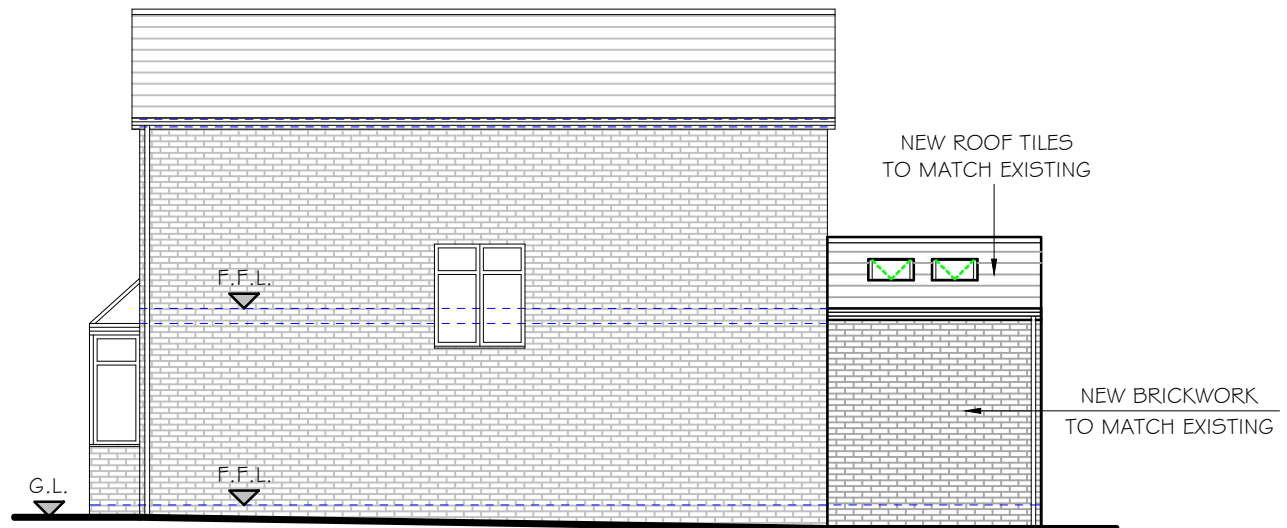 NEW ROOF TILES
TO MATCH EXISTING
F.F.L.
NEW BRICKWORK
TO MATCH EXISTING
F.F.L.
G.L.